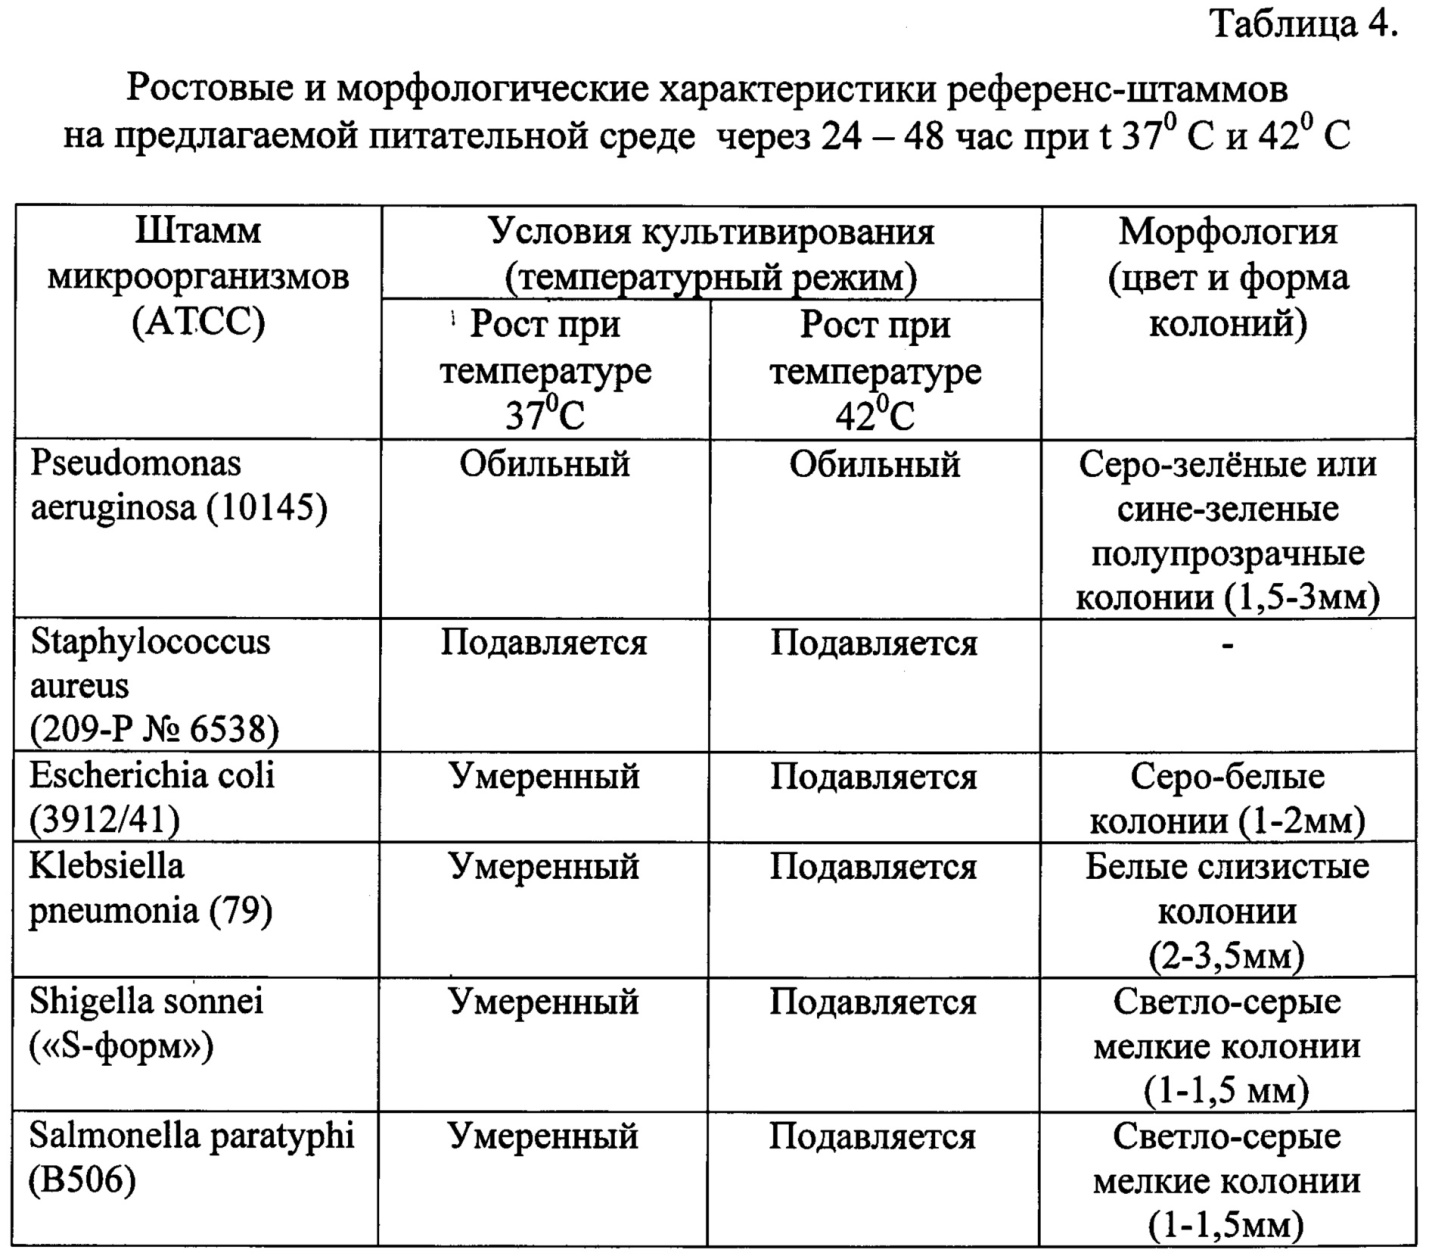 Таблица 4.
Ростовые и морфологические характеристики референс-штаммов
на предлагаемой питательной среде через 24 – 48 час при t 37⁰ С и 42⁰ С
Штамм
микроорганизмов
(АТСС)
Условия культивирования
(температурный режим)
Морфология
(цвет и форма
колоний)
Рост при
температуре
37⁰С
Рост при
температуре
42⁰С
Pseudomonas
aeruginosa (10145)
Обильный
Обильный
Серо-зелёные или
сине-зеленые
полупрозрачные
колонии (1,5-3мм)
Staphylococcus
aureus
(209-Р № 6538)
Подавляется
Подавляется
-
Escherichia coli
(3912/41)
Умеренный
Подавляется
Серо-белые
колонии (1-2мм)
Klebsiella
pneumonia (79)
Умеренный
Подавляется
Белые слизистые
колонии
(2-3,5мм)
Shigella sonnei
(«S-форм»)
Умеренный
Подавляется
Светло-серые
мелкие колонии
(1-1,5 мм)
Salmonella paratyphi
(В506)
Умеренный
Подавляется
Светло-серые
мелкие колонии
(1-1,5мм)